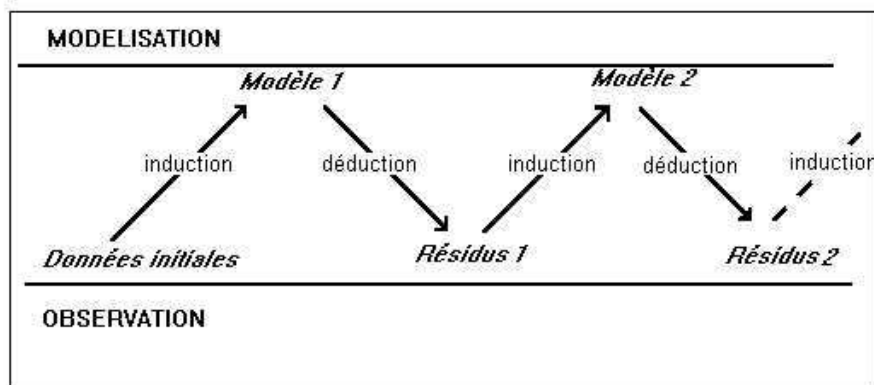 MODELISATION
Modèle 1 Modèle 2
induction déduction induction déduction induction
Données initiales Résidus 1 Résidus 2
OBSERVATION